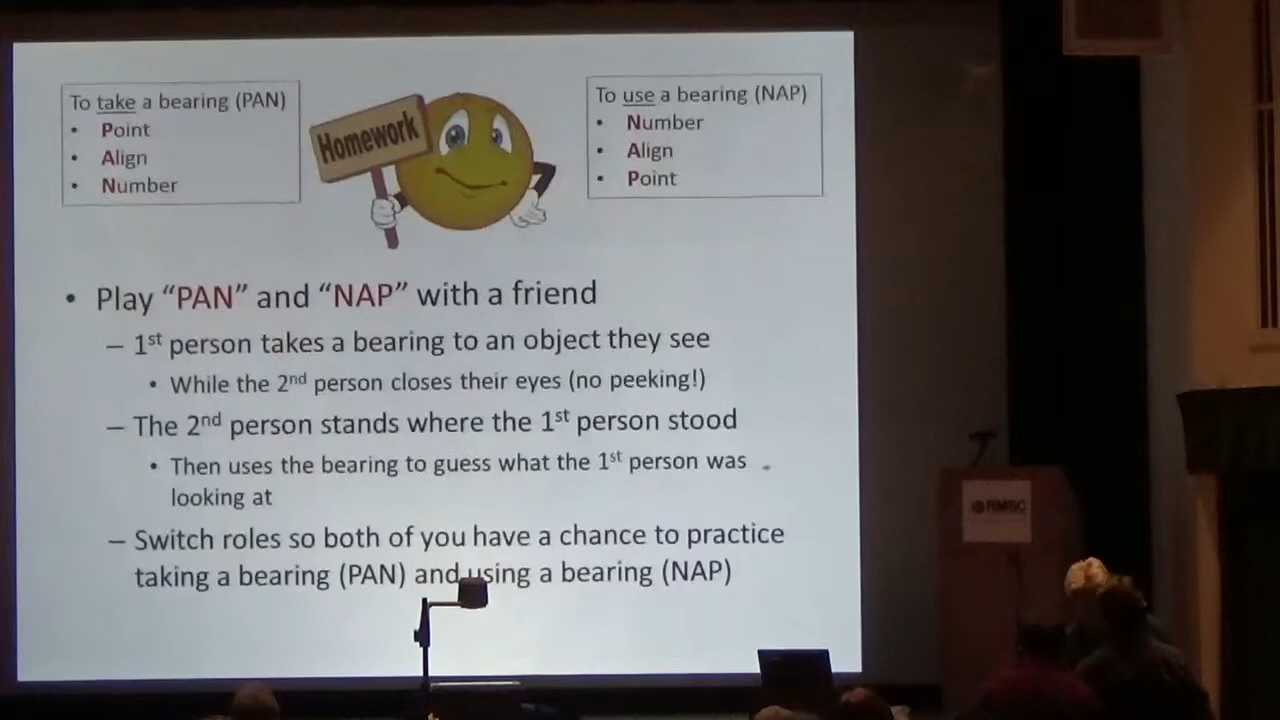 To take a bearing (PAN)
• Point
• Align
• Number
Homework
To use a bearing (NAP)
• Number
• Align
• Point
• Play “PAN” and “NAP” with a friend
– 1st person takes a bearing to an object they see
• While the 2nd person closes their eyes (no peeking!)
– The 2nd person stands where the 1st person stood
• Then uses the bearing to guess what the 1st person was
looking at
– Switch roles so both of you have a chance to practice
taking a bearing (PAN) and using a bearing (NAP)
RMSC